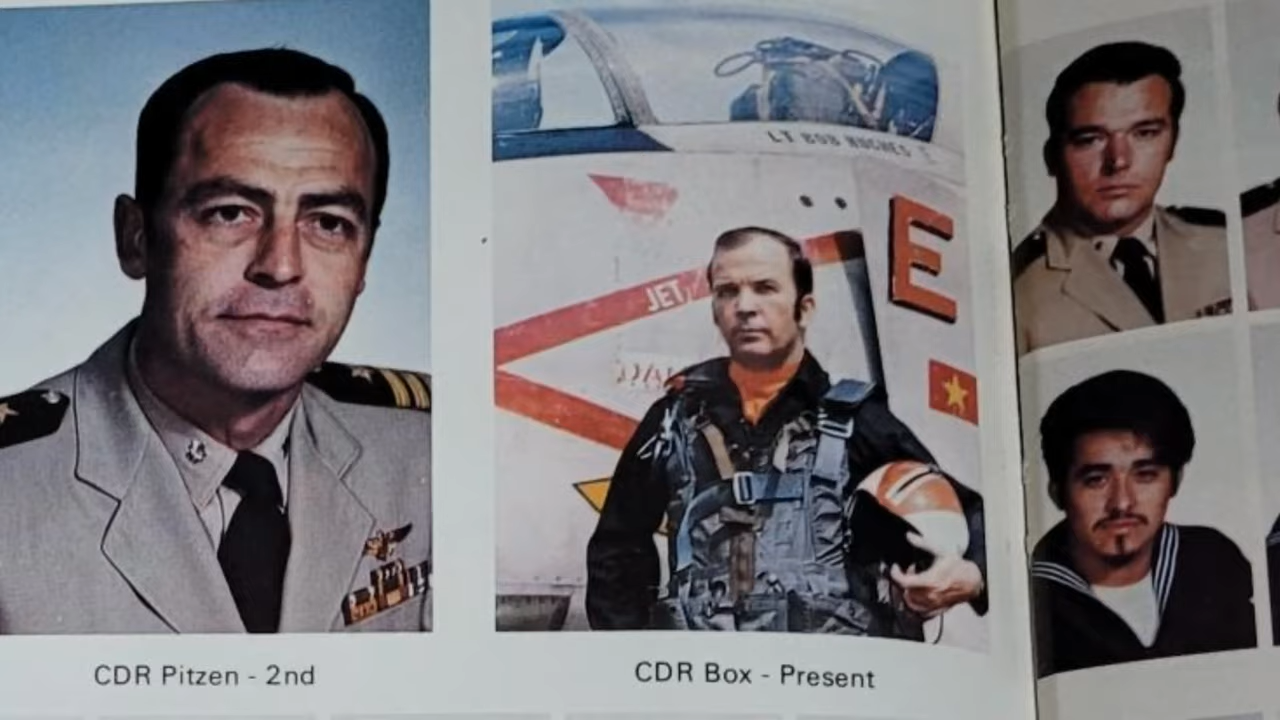 LT BOB HUGHES
JET
E
CDR Pitzen - 2nd
CDR Box - Present